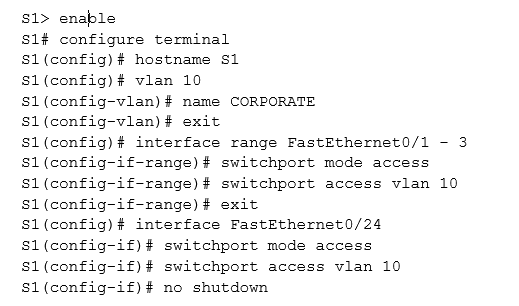 S1> enable
S1# configure terminal
S1(config)# hostname S1
S1(config)# vlan 10
S1(config-vlan)# name CORPORATE
S1(config-vlan)# exit
S1(config)# interface range FastEthernet0/1 - 3
S1(config-if-range)# switchport mode access
S1(config-if-range)# switchport access vlan 10
S1(config-if-range)# exit
S1(config)# interface FastEthernet0/24
S1(config-if)# switchport mode access
S1(config-if)# switchport access vlan 10
S1(config-if)# no shutdown